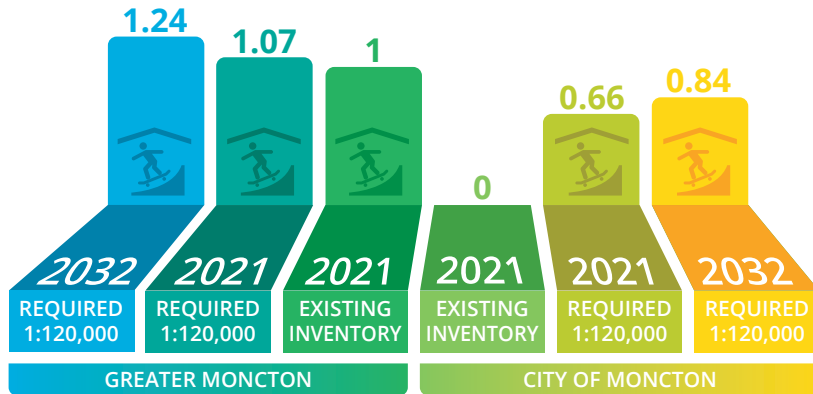 1.24
1.07
1
0
0.66
0.84
2032
2021
2021
2021
2021
2032
REQUIRED
1:120,000
REQUIRED
1:120,000
EXISTING
INVENTORY
EXISTING
INVENTORY
REQUIRED
1:120,000
REQUIRED
1:120,000
GREATER MONCTON
CITY OF MONCTON